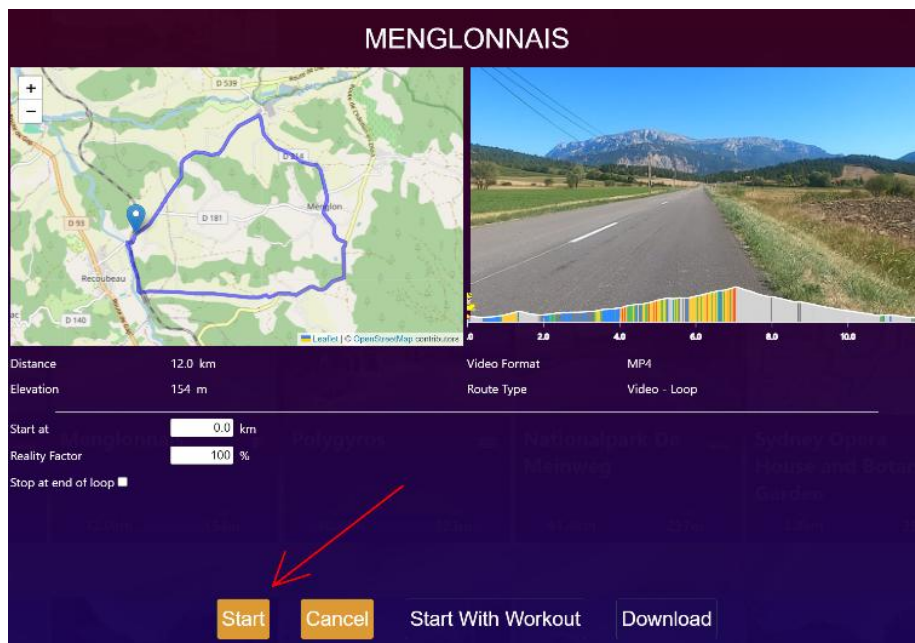 MENGLONNAIS
+
−
D 539
D 214
Menglon
D 181
D 93
Recoubeau
D 140
Leaflet | © OpenStreetMap contributors
.0 2.0 4.0 6.0 8.0 10.0
Distance 12.0 km
Video Format MP4
Elevation 154 m
Route Type Video - Loop
Start at 0.0 km
Reality Factor 100 %
Stop at end of loop
Polygyros
Nationalpark De
Meinweg
Sydney Opera
House and Botan
Garden
Start Cancel Start With Workout Download